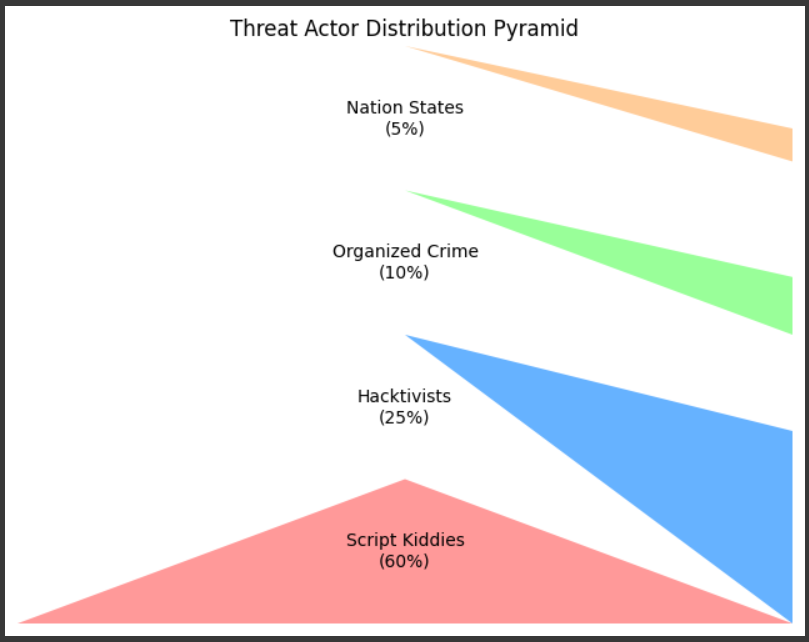 Threat Actor Distribution Pyramid
Nation States
(5%)
Organized Crime
(10%)
Hacktivists
(25%)
Script Kiddies
(60%)